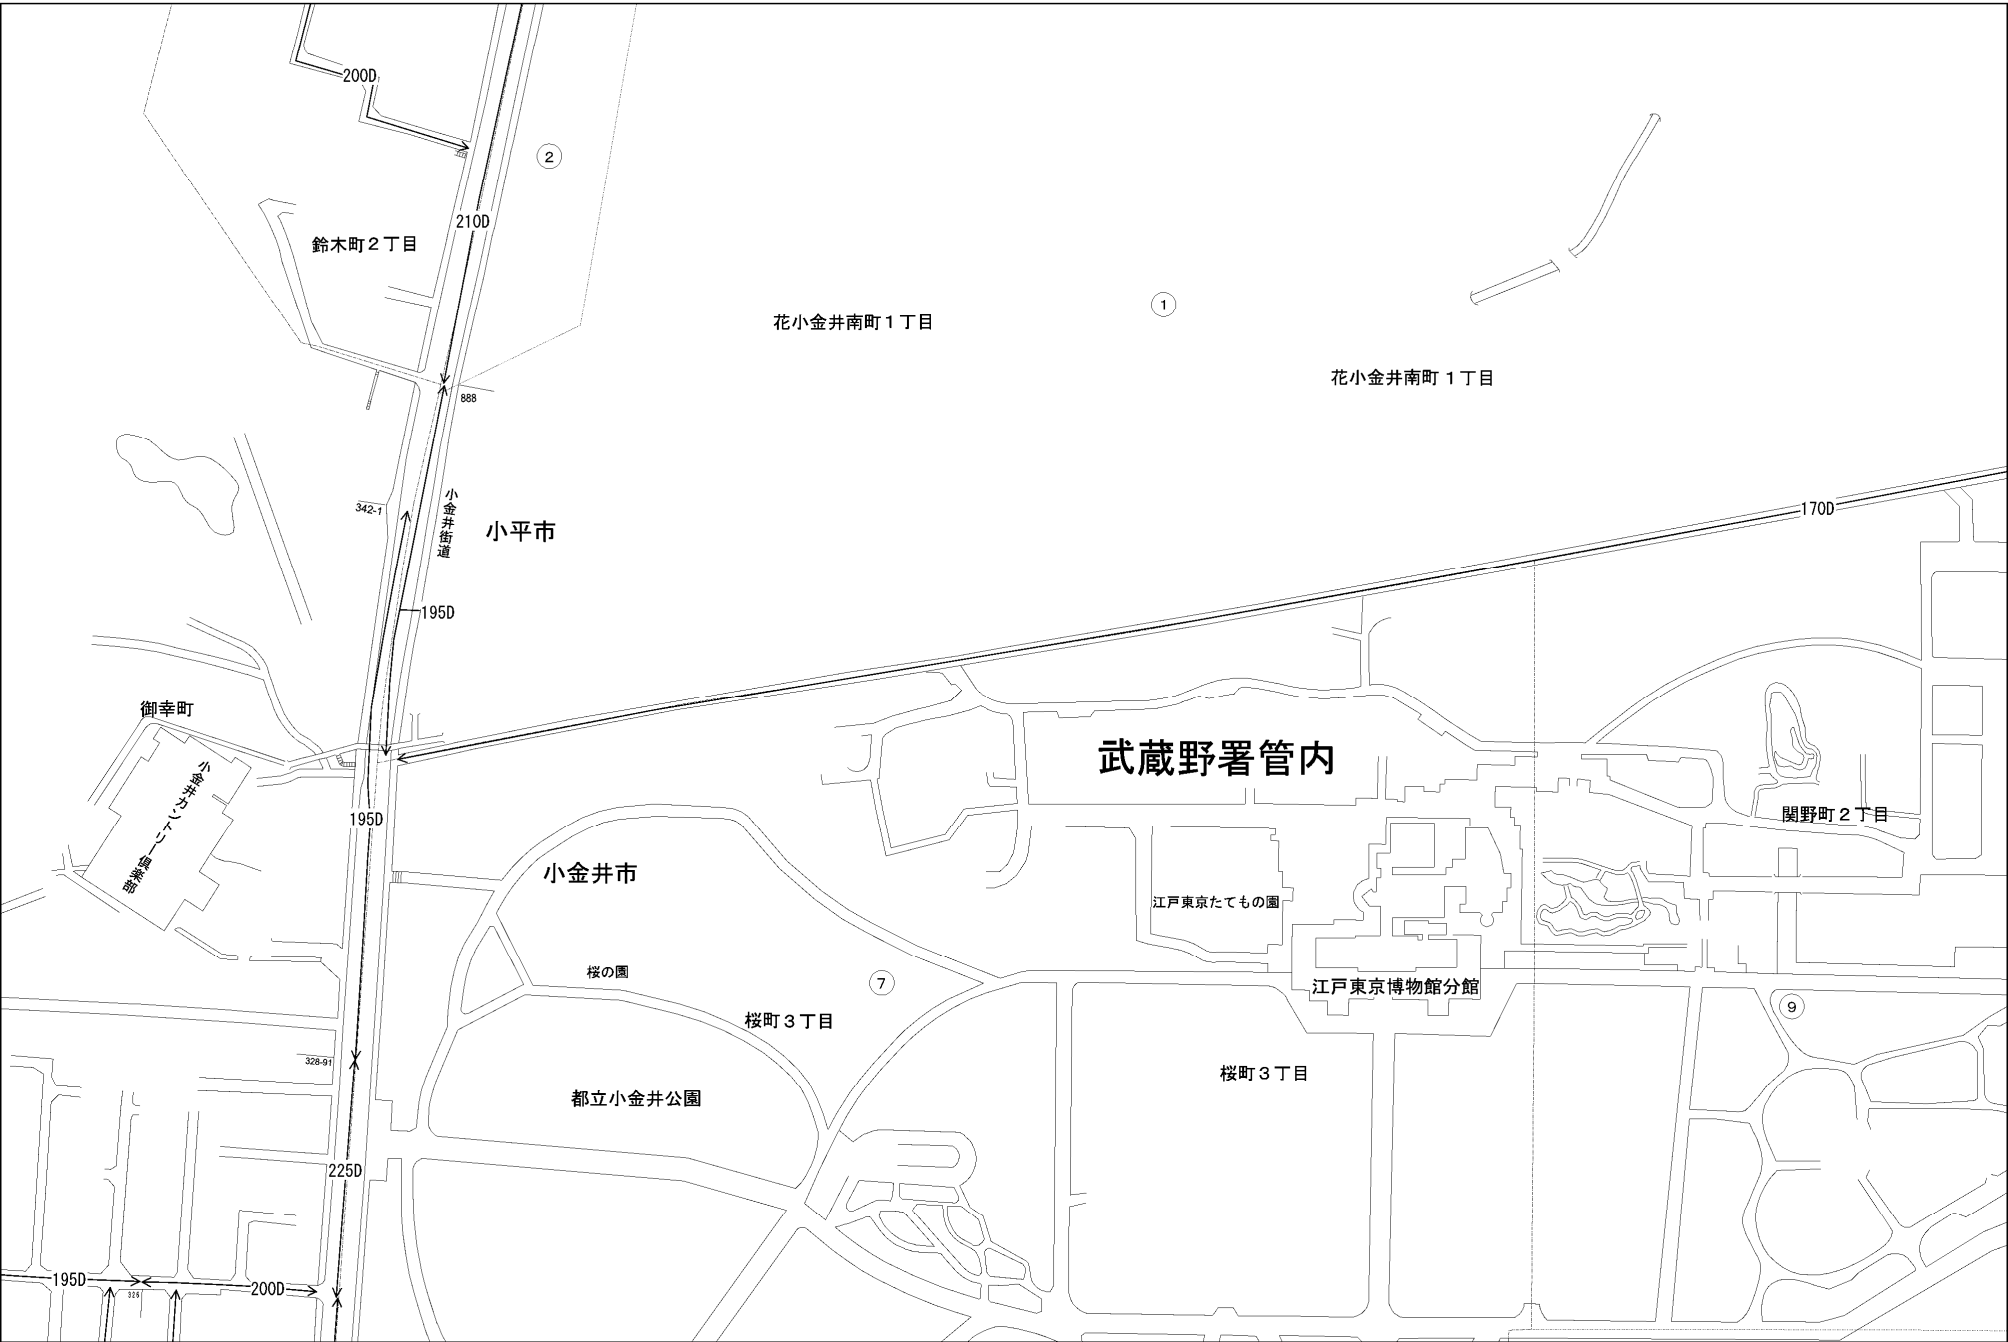 200D
②
210D
鈴木町２丁目
①
花小金井南町１丁目
花小金井南町１丁目
888
342-1
小金井街道
小平市
170D
195D
御幸町
武蔵野署管内
小金井カントリー倶楽部
195D
関野町２丁目
小金井市
江戸東京たてもの園
桜の園
⑦
江戸東京博物館分館
⑨
桜町３丁目
328-91
桜町３丁目
都立小金井公園
225D
195D
200D
326